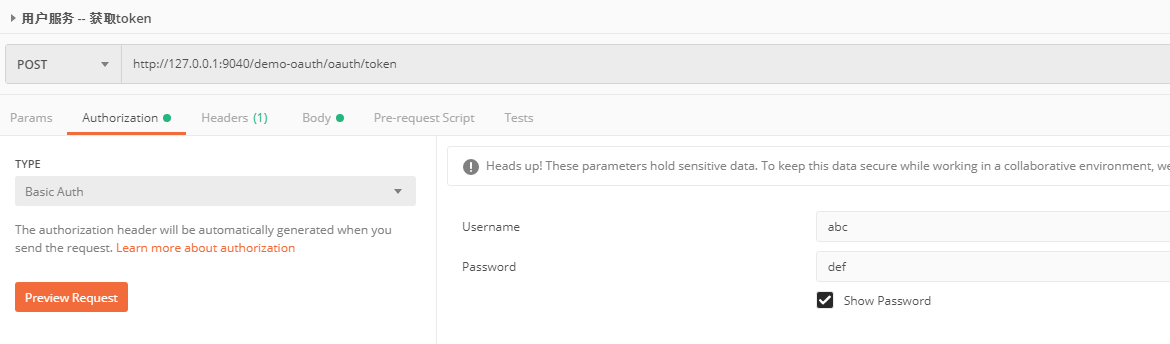 用户服务 -- 获取token
POST http://127.0.0.1:9040/demo-oauth/oauth/token
Params Authorization Headers (1) Body Pre-request Script Tests
TYPE
Basic Auth
The authorization header will be automatically generated when you
send the request. Learn more about authorization
Preview Request
Heads up! These parameters hold sensitive data. To keep this data secure while working in a collaborative environment, we
Username abc
Password def
Show Password